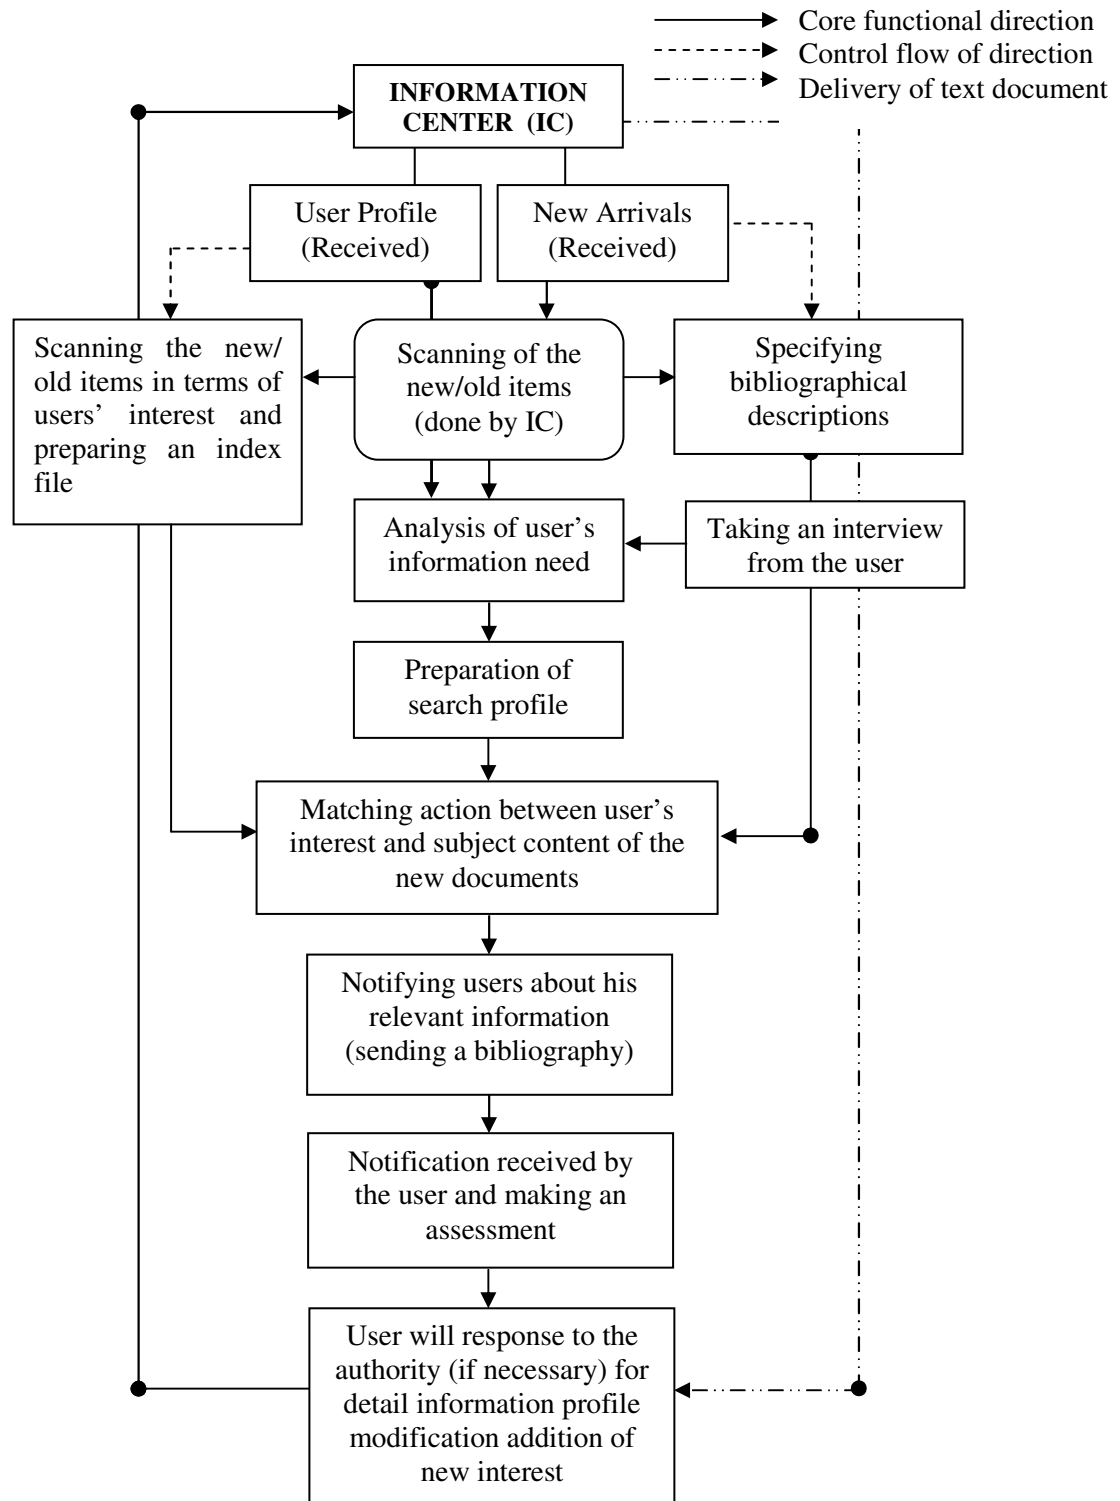 Core functional direction
Control flow of direction
Delivery of text document
INFORMATION
CENTER (IC)
User Profile
(Received)
New Arrivals
(Received)
Scanning the new/
old items in terms of
users’ interest and
preparing an index
file
Scanning of the
new/old items
(done by IC)
Specifying
bibliographical
descriptions
Analysis of user’s
information need
Taking an interview
from the user
Preparation of
search profile
Matching action between user’s
interest and subject content of the
new documents
Notifying users about his
relevant information
(sending a bibliography)
Notification received by
the user and making an
assessment
User will response to the
authority (if necessary) for
detail information profile
modification addition of
new interest